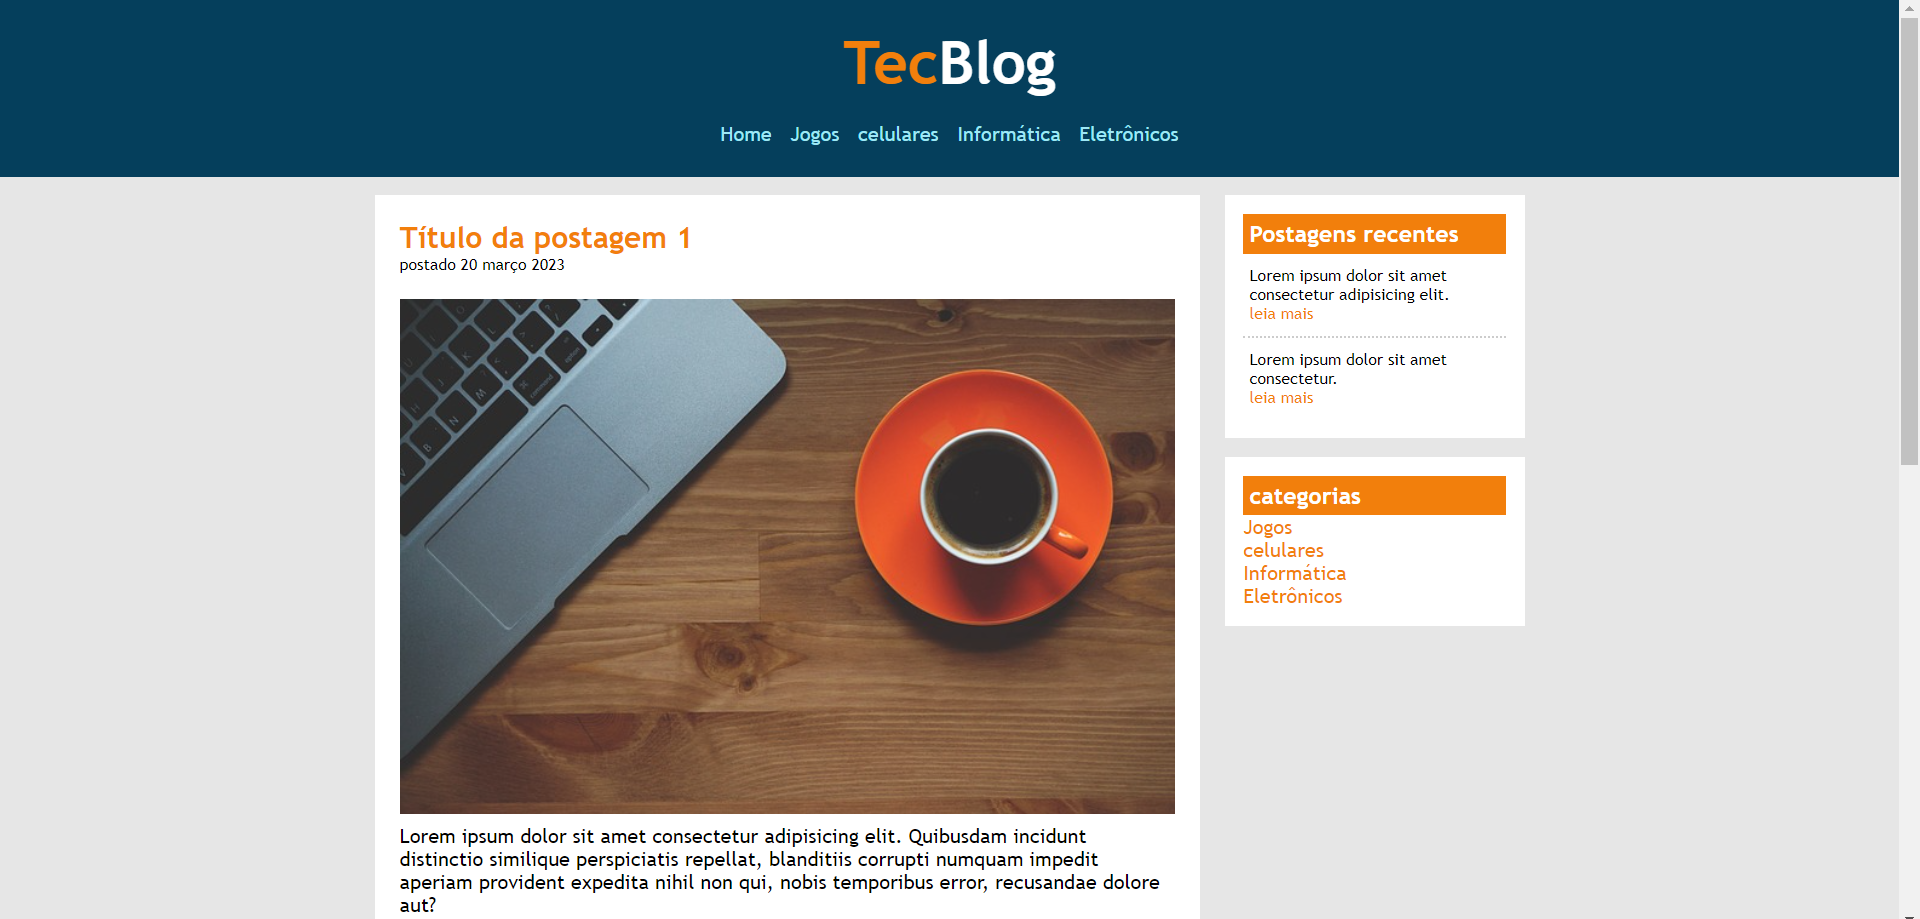 TecBlog
Home Jogos celulares Informática Eletrônicos
Título da postagem 1
postado 20 março 2023
Lorem ipsum dolor sit amet consectetur adipisicing elit. Quibusdam incidunt
distinctio similique perspiciatis repellat, blanditiis corrupti numquam impedit
aperiam provident expedita nihil non qui, nobis temporibus error, recusandae dolore
aut?
Postagens recentes
Lorem ipsum dolor sit amet
consectetur adipisicing elit.
leia mais
Lorem ipsum dolor sit amet
consectetur.
leia mais
categorias
Jogos
celulares
Informática
Eletrônicos